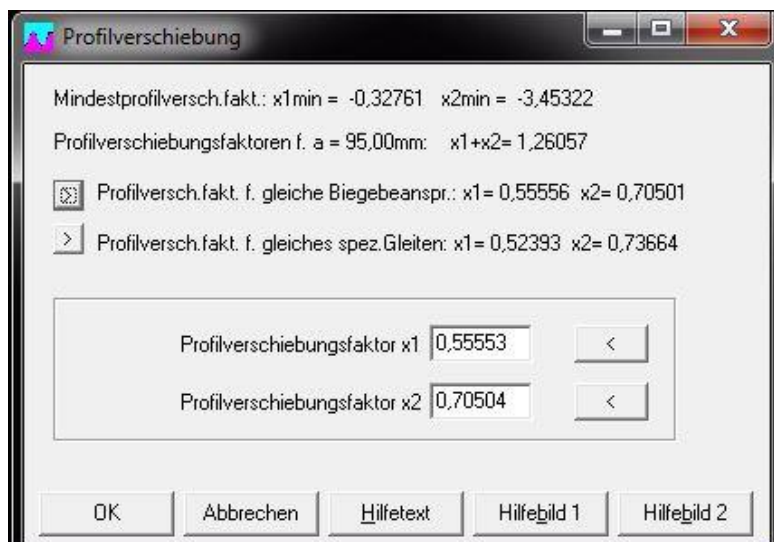 Profilverschiebung
Mindestprofilversch.fakt.: x1min = -0,32761 x2min = -3,45322
Profilverschiebungsfaktoren f. a = 95,00mm: x1+x2= 1,26057
> Profilversch.fakt. f. gleiche Biegebeanspr.: x1= 0,55556 x2= 0,70501
> Profilversch.fakt. f. gleiches spez.Gleiten: x1= 0,52393 x2= 0,73664
Profilverschiebungsfaktor x1 0,55553 <
Profilverschiebungsfaktor x2 0,70504 <
OK Abbrechen Hilfetext Hilfebild 1 Hilfebild 2